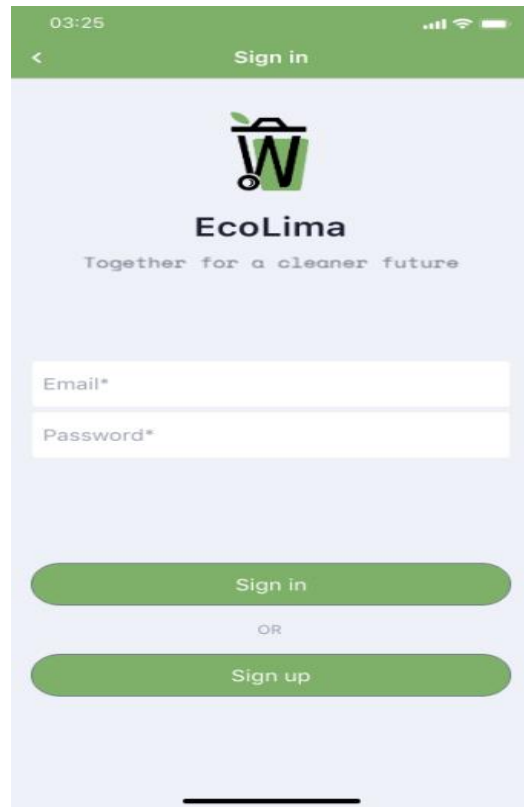 03:25
Sign in
W
EcoLima
Together for a cleaner future
Email*
Password*
Sign in
OR
Sign up